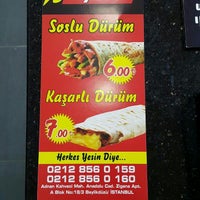 Soslu Dürüm
6.00
Kaşarlı Dürüm
7.00
Herkes Yesin Diye...
0212 856 0 159
0212 856 0 160
Adnan Kahveci Mah. Anadolu Cad. Zigana Apt.
A Blok No:18/3 Beylikdüzü İSTANBUL